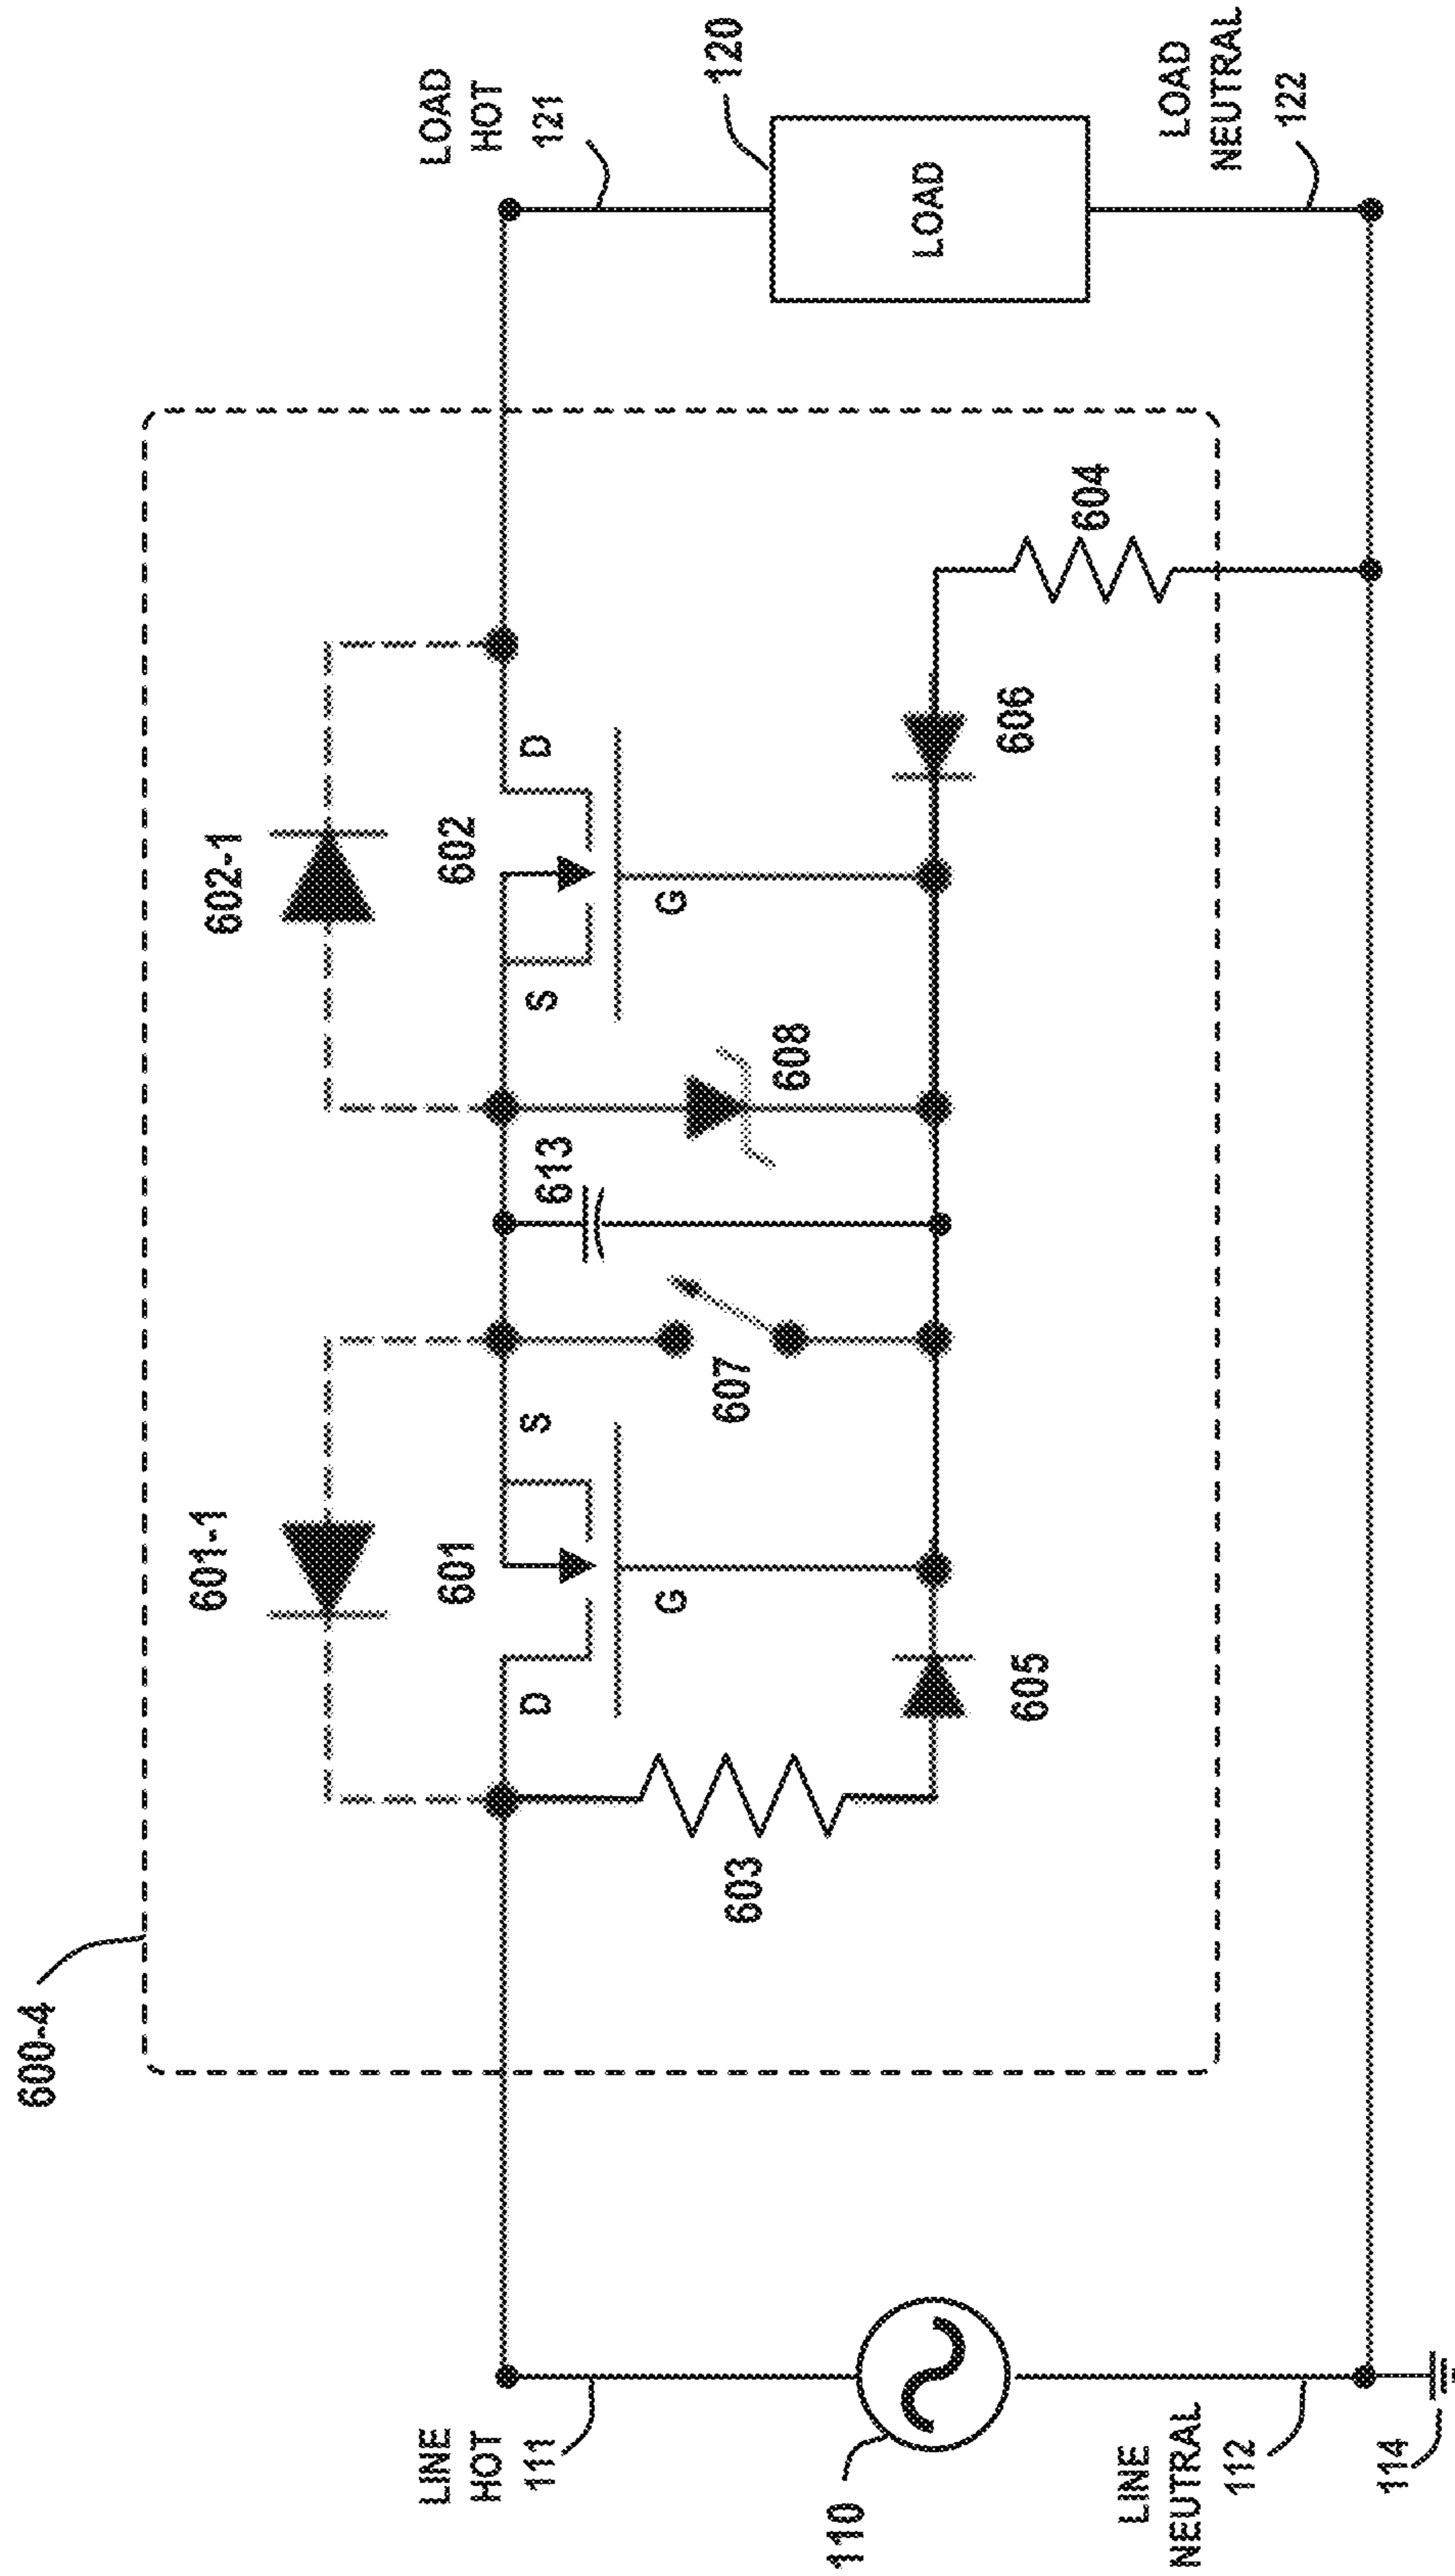 600-4
601-1
602-1
LINE
HOT
111
601
602
LOAD
HOT
121
D
S
S
D
613
G
G
603
607
608
120
LOAD
110
605
606
604
LINE
NEUTRAL
112
LOAD
NEUTRAL
122
114